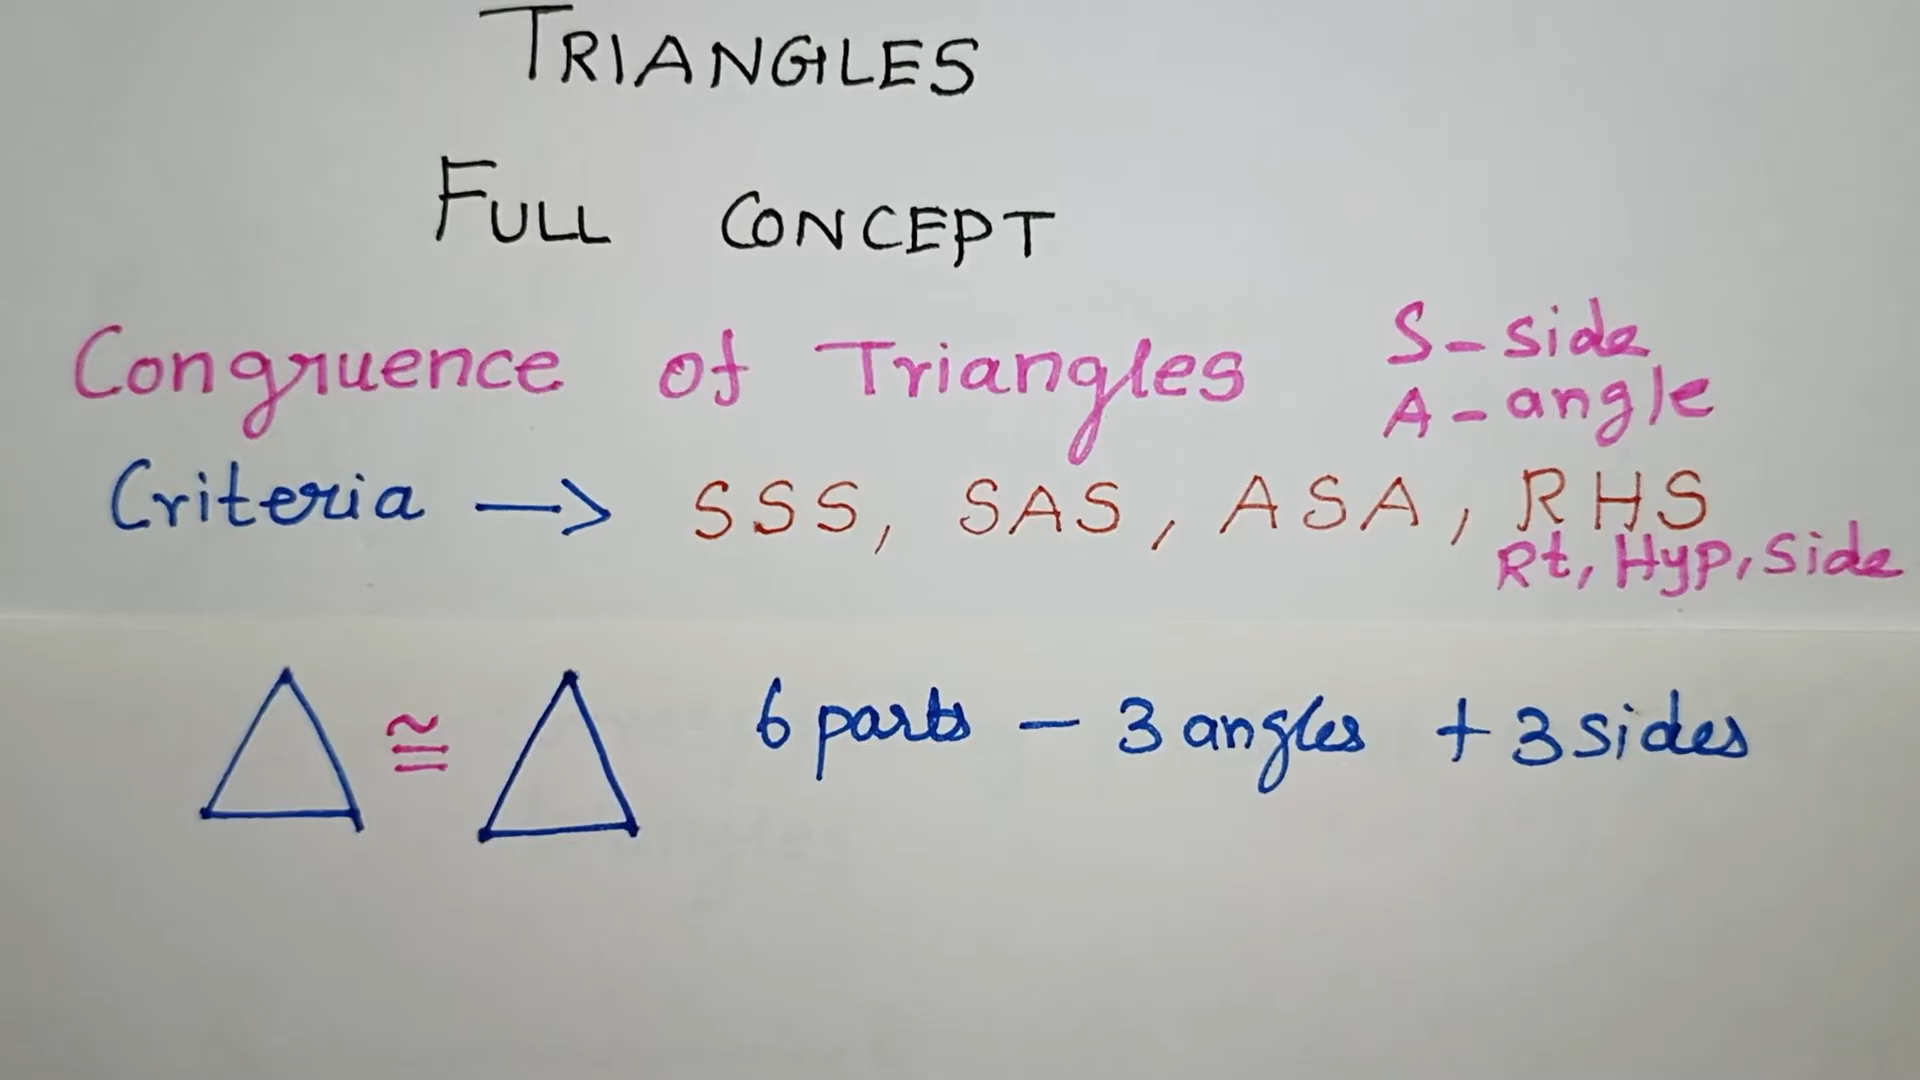 TRIANGLES
FULL CONCEPT
Congruence of Triangles
S - side
A - angle
Criteria → SSS, SAS, ASA, RHS
Rt, Hyp, Side
≅ 6 parts - 3 angles + 3 sides